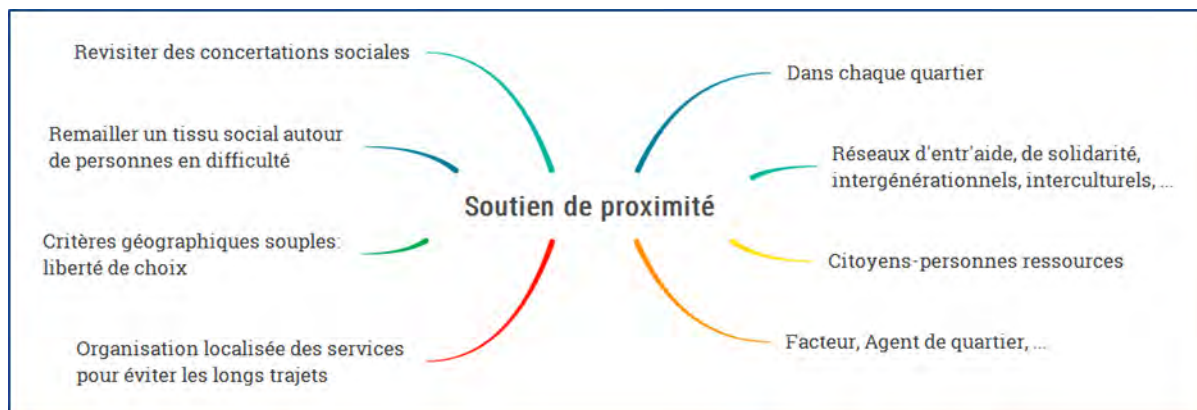 Revisiter des concertations sociales
Remailler un tissu social autour
de personnes en difficulté
Critères géographiques souples:
liberté de choix
Organisation localisée des services
pour éviter les longs trajets
Soutien de proximité
Dans chaque quartier
Réseaux d'entr'aide, de solidarité,
intergénérationnels, interculturels, ...
Citoyens-personnes ressources
Facteur, Agent de quartier, ...